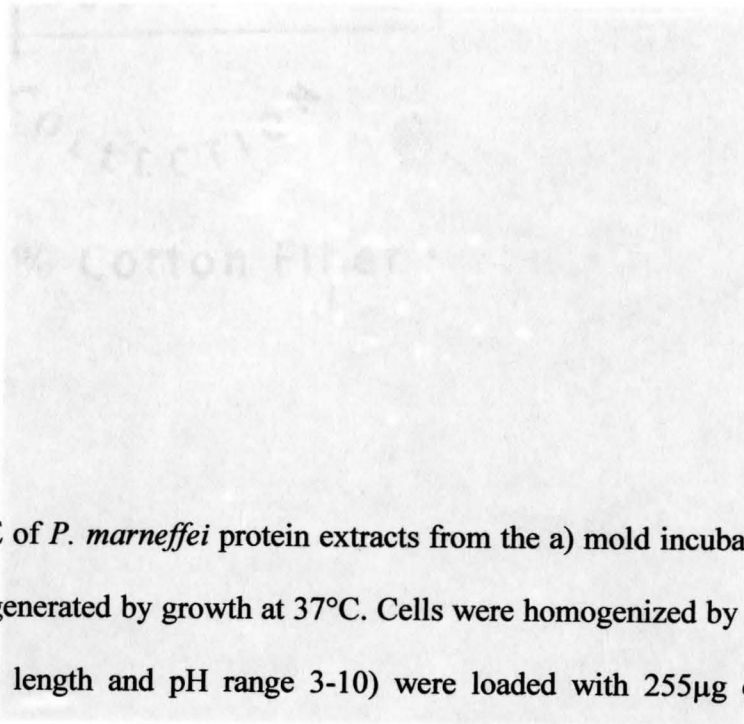 % Cotton Fiber
of P. marneffei protein extracts from the a) mold incuba
generated by growth at 37°C. Cells were homogenized by
length and pH range 3-10) were loaded with 255µg